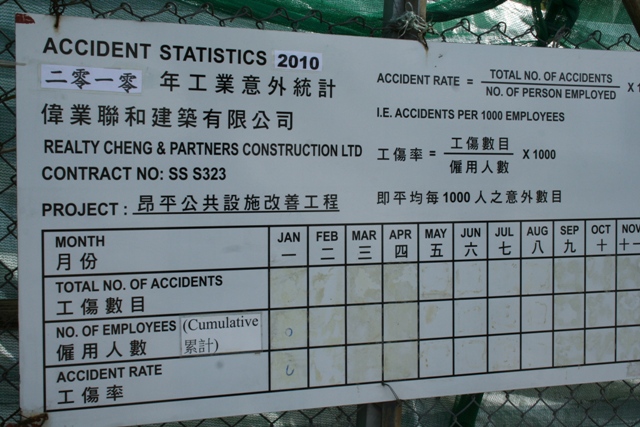 ACCIDENT STATISTICS 2010
二零一零 年工業意外統計
偉業聯和建築有限公司
REALTY CHENG & PARTNERS CONSTRUCTION LTD
CONTRACT NO: SS S323
PROJECT : 昂平公共設施改善工程
ACCIDENT RATE = TOTAL NO. OF ACCIDENTS
NO. OF PERSON EMPLOYED X 1
I.E. ACCIDENTS PER 1000 EMPLOYEES
工傷率 = 工傷數目
僱用人數 X 1000
即平均每1000人之意外數目
MONTH JAN FEB MAR APR MAY JUN JUL AUG SEP OCT NOV
月份 一 二 三 四 五 六 七 八 九 十 十一
TOTAL NO. OF ACCIDENTS
工傷數目
NO. OF EMPLOYEES (Cumulative
僱用人數 累計)
ACCIDENT RATE
工傷率